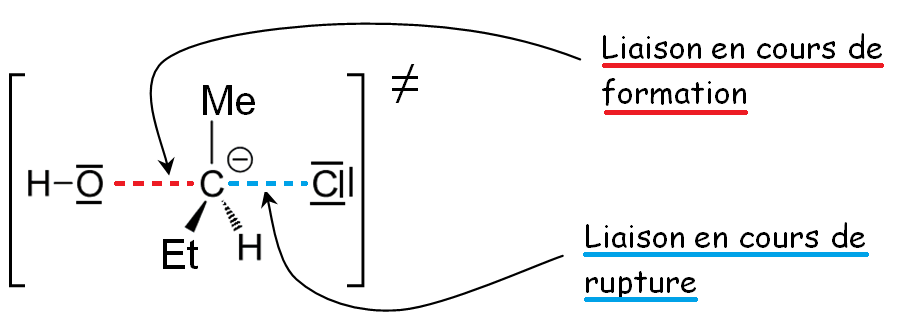 Liaison en cours de
formation
≠
Me
H-O C ⊖ Cl
Et H
Liaison en cours de
rupture